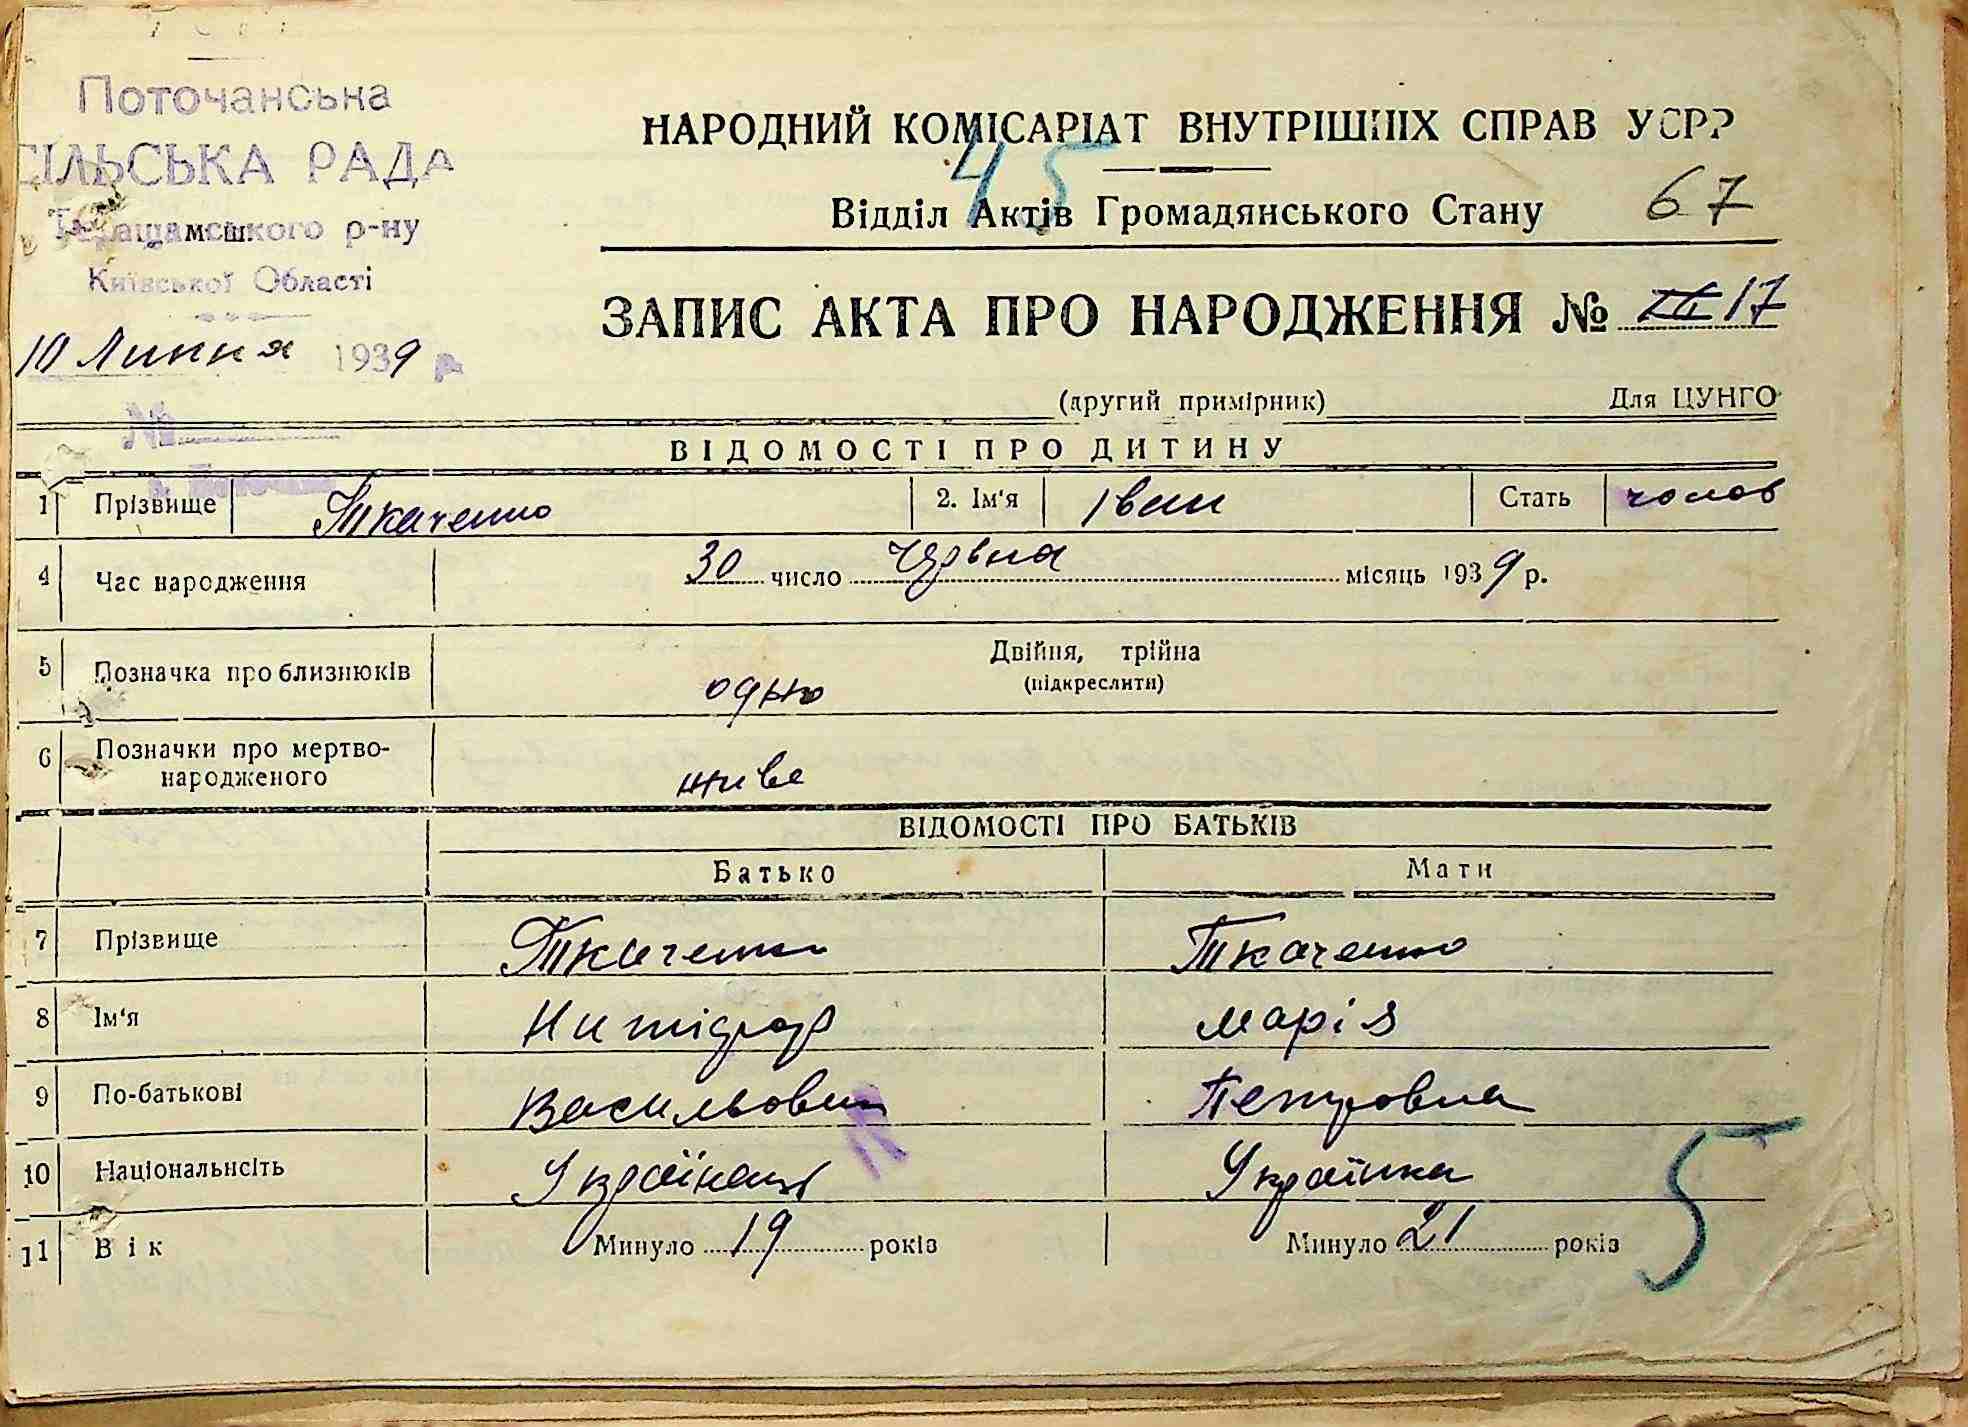 Поточанська
СІЛЬСЬКА РАДА
р-ну
Київської Області
10 Липня 1939 р.
№
НАРОДНИЙ КОМІСАРІАТ ВНУТРІШНІХ СПРАВ УСРР
45
Відділ Актів Громадянського Стану 67
ЗАПИС АКТА ПРО НАРОДЖЕННЯ № 17
(другий примірник) Для ЦУНГО
ВІДОМОСТІ ПРО ДИТИНУ
1 Прізвище Ткаченко 2. Ім'я Іван Стать чолов
4 Час народження 30 число Червня місяць 1939 р.
5 Позначка про близнюків одно Двійня, трійна
(підкреслити)
6 Позначки про мертво-
народженого живе
ВІДОМОСТІ ПРО БАТЬКІВ
Батько Мати
7 Прізвище Ткаченко Ткаченко
8 Ім'я Марія
9 По-батькові Васильович Петровна
10 Національнсіть Українець Українка
11 Вік Минуло 19 років Минуло 21 років
5